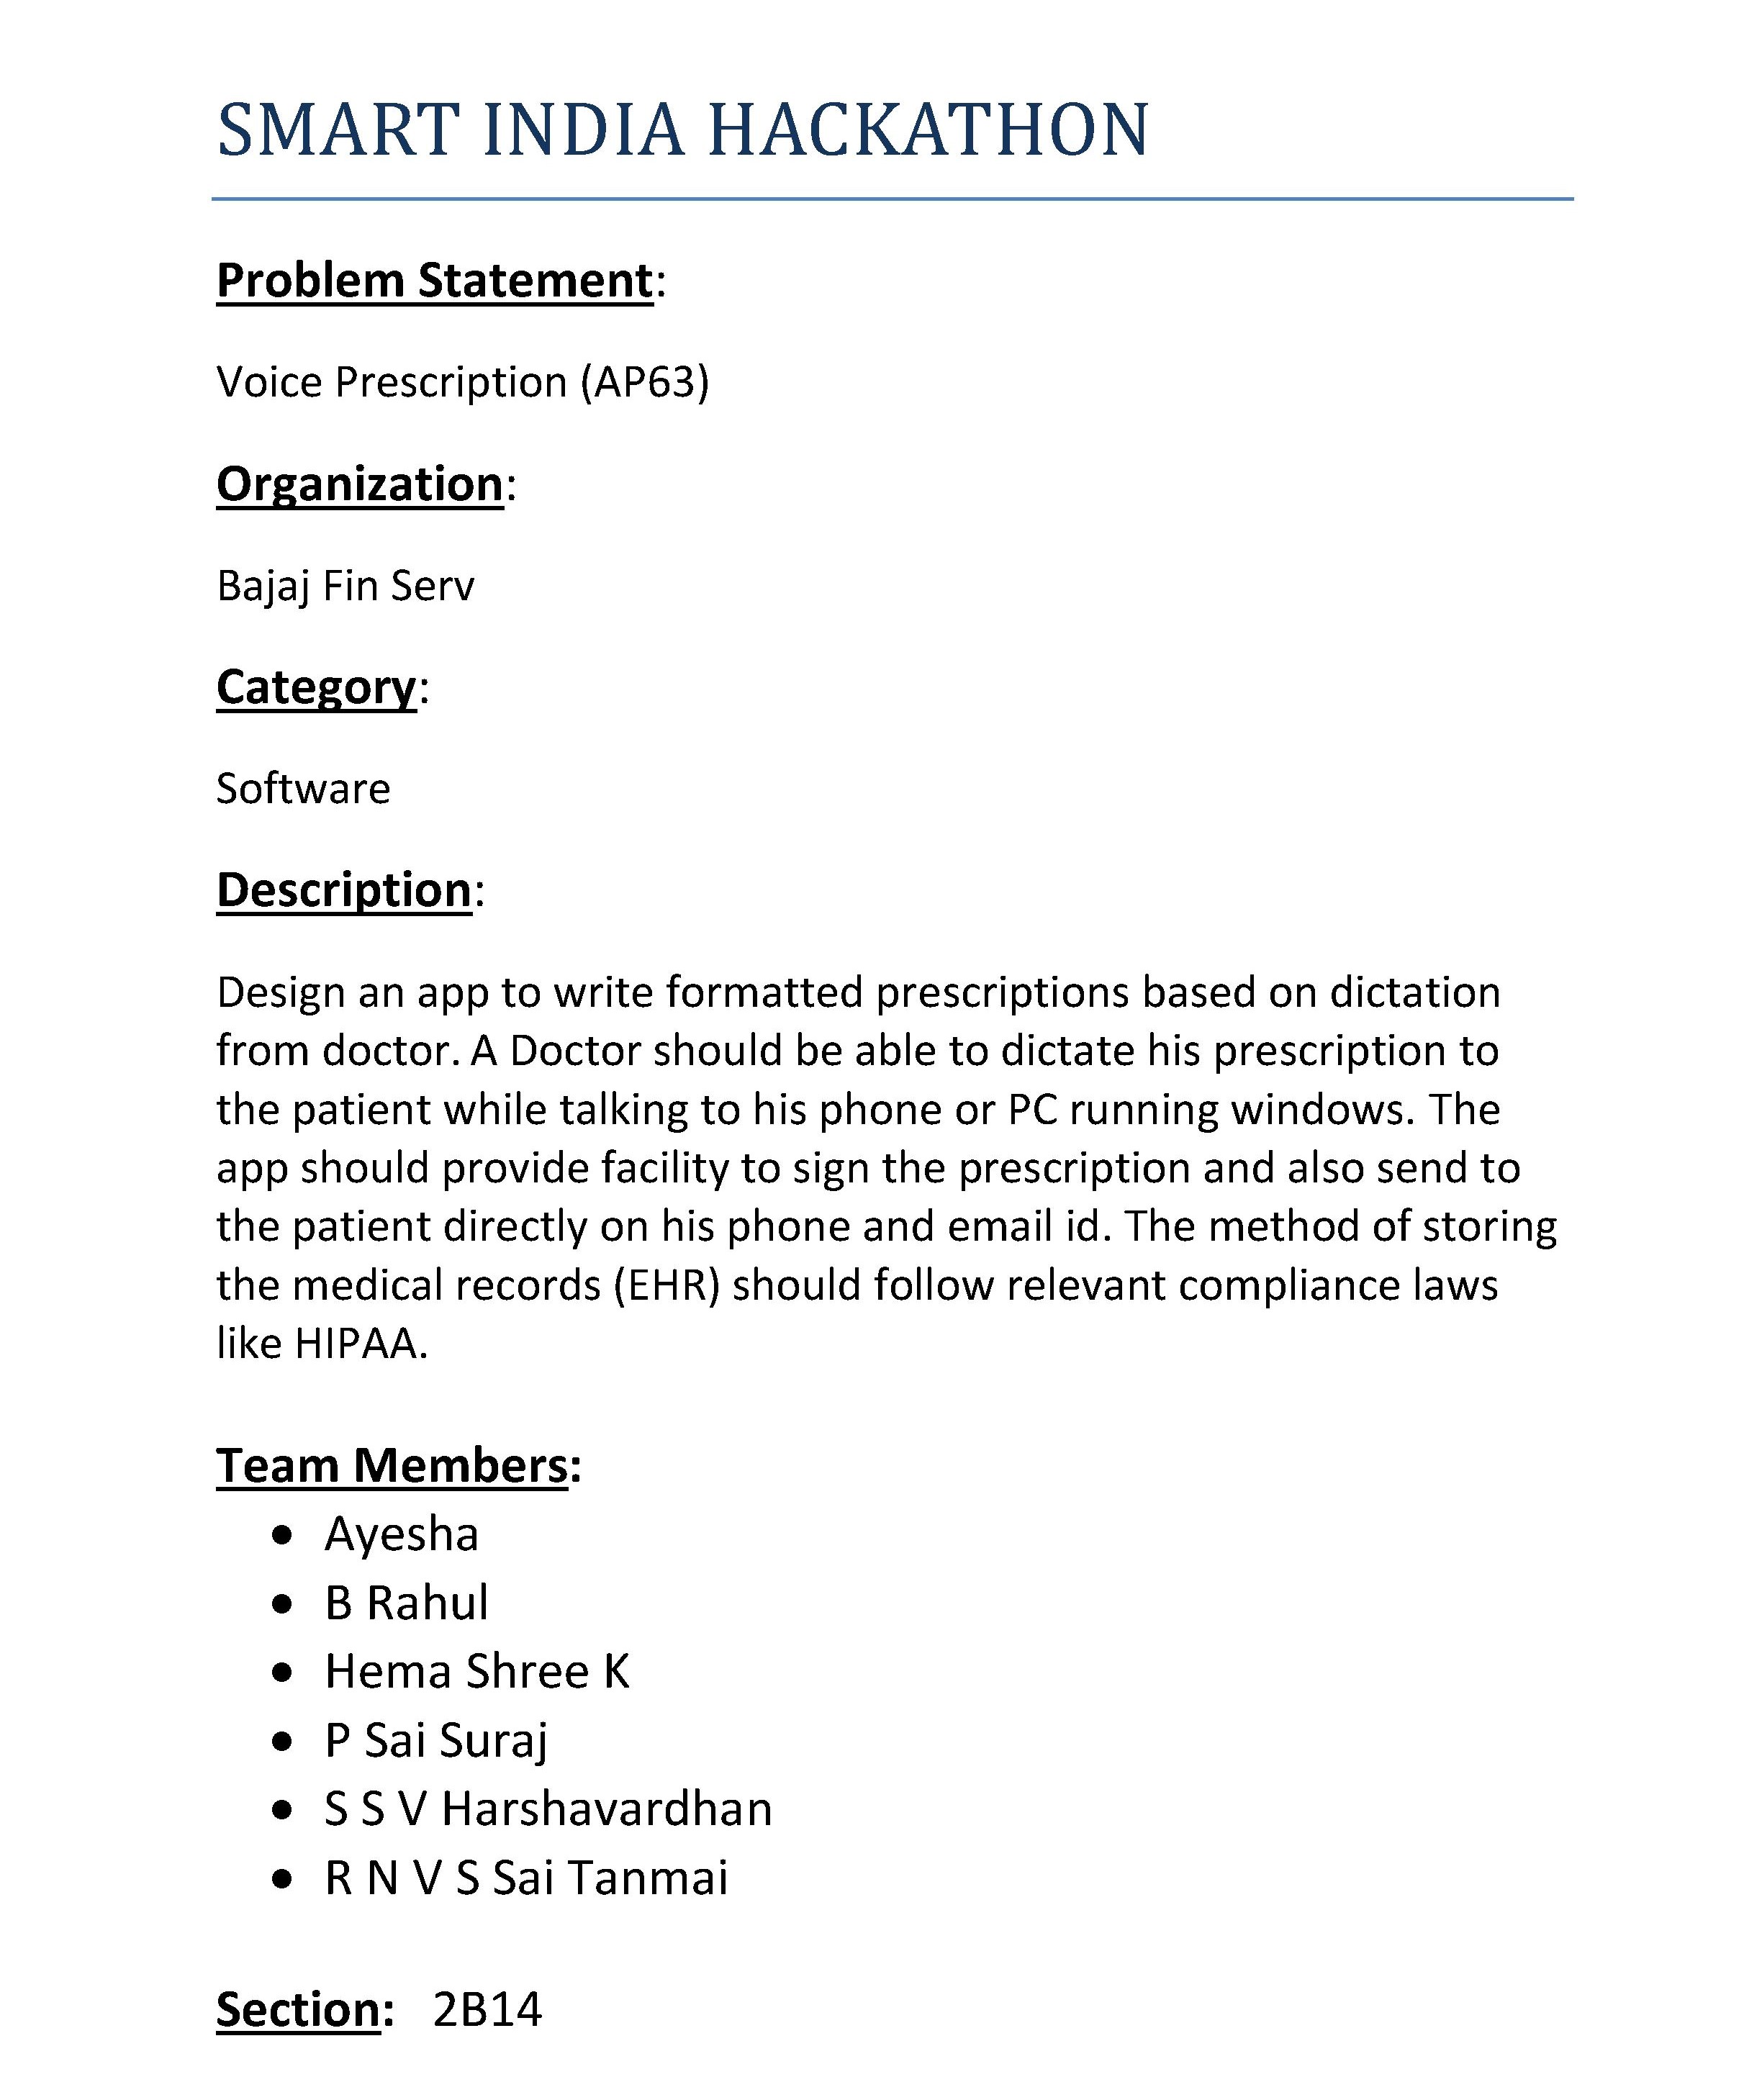 SMART INDIA HACKATHON
Problem Statement:
Voice Prescription (AP63)
Organization:
Bajaj Fin Serv
Category:
Software
Description:
Design an app to write formatted prescriptions based on dictation
from doctor. A Doctor should be able to dictate his prescription to
the patient while talking to his phone or PC running windows. The
app should provide facility to sign the prescription and also send to
the patient directly on his phone and email id. The method of storing
the medical records (EHR) should follow relevant compliance laws
like HIPAA.
Team Members:
• Ayesha
• B Rahul
• Hema Shree K
• P Sai Suraj
• S S V Harshavardhan
• R N V S Sai Tanmai
Section: 2B14